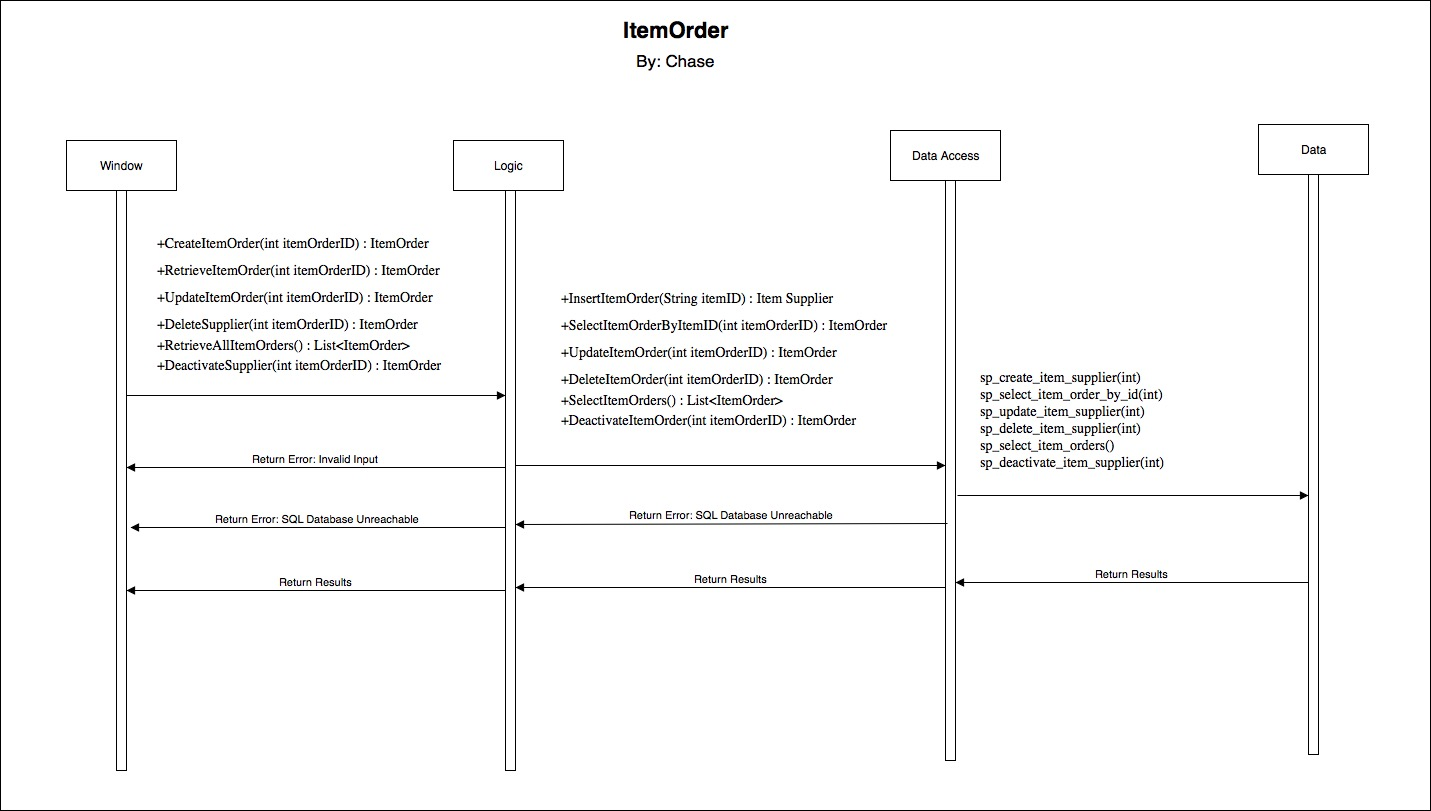 ItemOrder
By: Chase
Window
Logic
Data Access
Data
+CreateItemOrder(int itemOrderID) : ItemOrder
+RetrieveItemOrder(int itemOrderID) : ItemOrder
+UpdateItemOrder(int itemOrderID) : ItemOrder
+DeleteSupplier(int itemOrderID) : ItemOrder
+RetrieveAllItemOrders() : List<ItemOrder>
+DeactivateSupplier(int itemOrderID) : ItemOrder
+InsertItemOrder(String itemID) : Item Supplier
+SelectItemOrderByItemID(int itemOrderID) : ItemOrder
+UpdateItemOrder(int itemOrderID) : ItemOrder
+DeleteItemOrder(int itemOrderID) : ItemOrder
+SelectItemOrders() : List<ItemOrder>
+DeactivateItemOrder(int itemOrderID) : ItemOrder
sp_create_item_supplier(int)
sp_select_item_order_by_id(int)
sp_update_item_supplier(int)
sp_delete_item_supplier(int)
sp_select_item_orders()
sp_deactivate_item_supplier(int)
Return Error: Invalid Input
Return Error: SQL Database Unreachable
Return Error: SQL Database Unreachable
Return Results
Return Results
Return Results